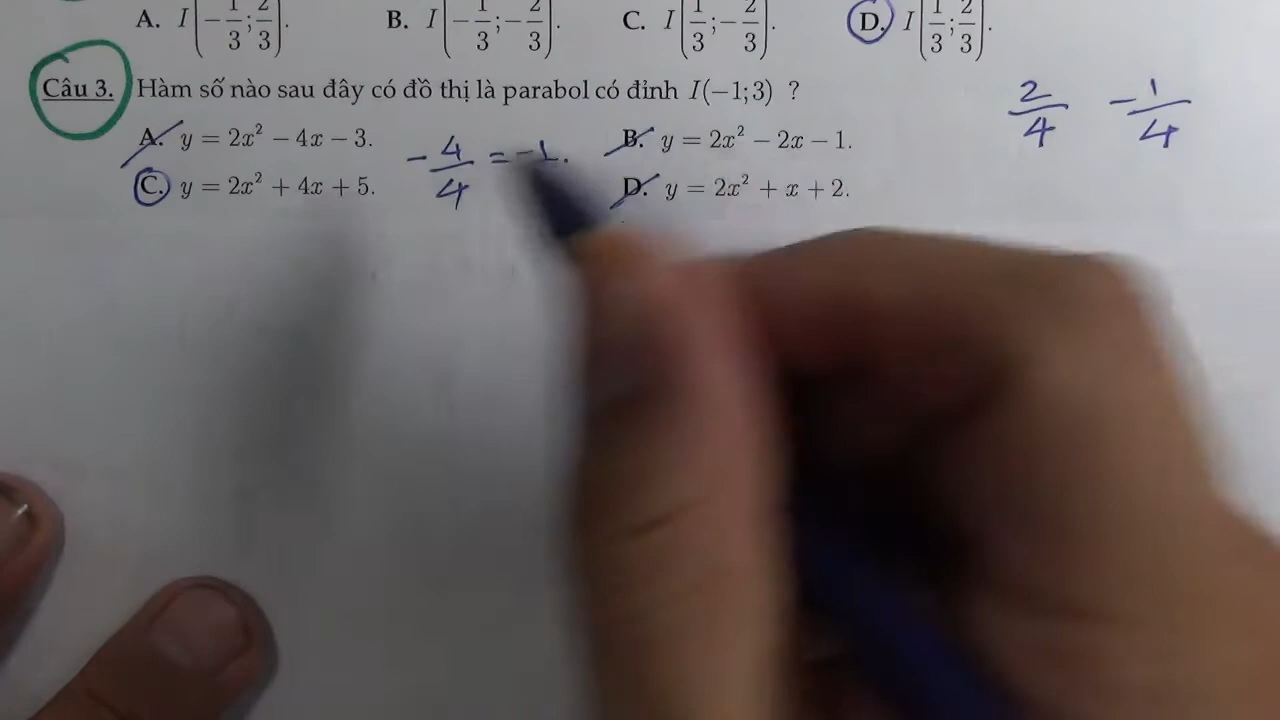 A. I(-1/3; 2/3). B. I(-1/3; -2/3). C. I(1/3; -2/3). D. I(1/3; 2/3).
Câu 3. Hàm số nào sau đây có đồ thị là parabol có đỉnh I(−1;3) ?
A. y = 2x² − 4x − 3. B. y = 2x² − 2x − 1.
C. y = 2x² + 4x + 5. D. y = 2x² + x + 2.
-4/4 = -1.
2/4 -1/4